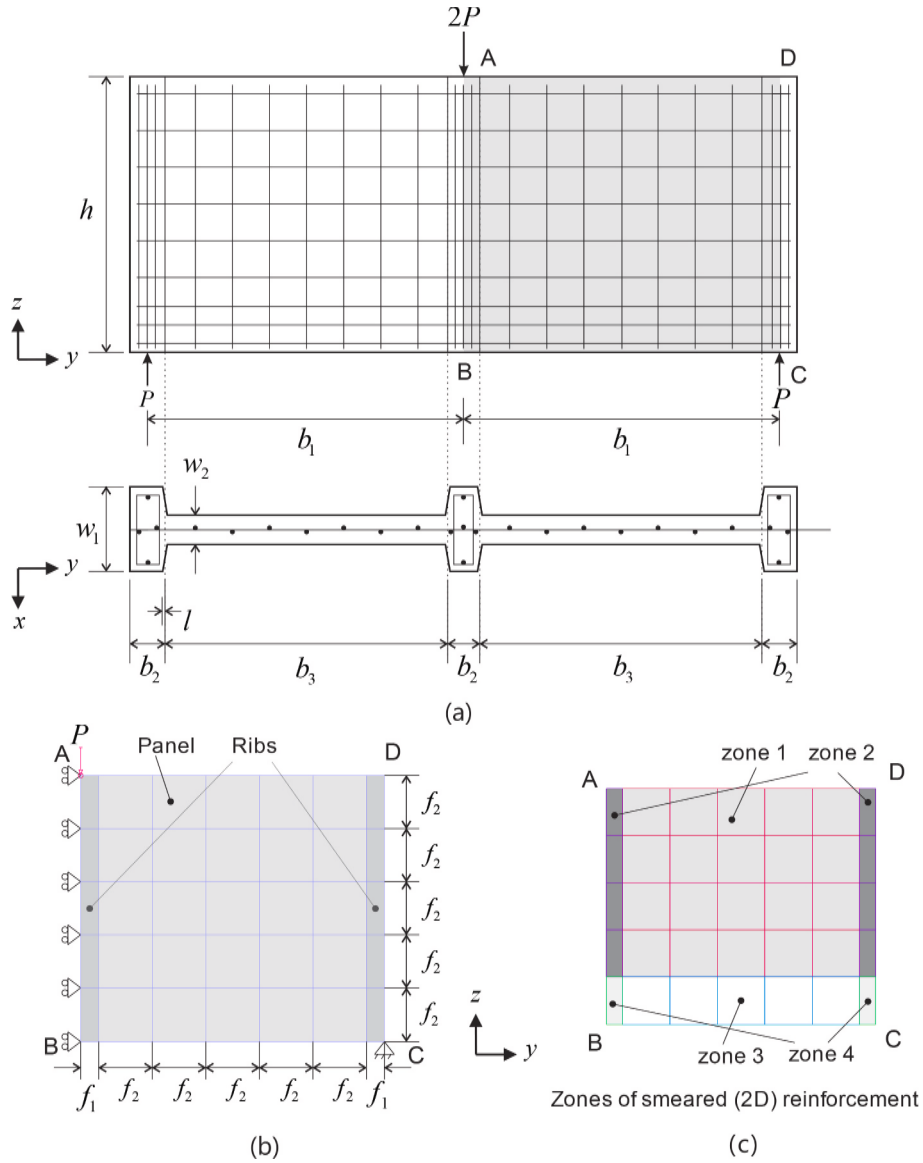 2P
A D
h
z
y
P B C P
b₁ b₁
w₂
w₁
y
x
l
b₂ b₃ b₂ b₃ b₂
(a)
P
A Panel Ribs D
f₂
f₂
f₂
f₂
f₂
B C
f₁ f₂ f₂ f₂ f₂ f₂ f₁
z
y
(b)
zone 1 zone 2
A D
B C
zone 3 zone 4
Zones of smeared (2D) reinforcement
(c)